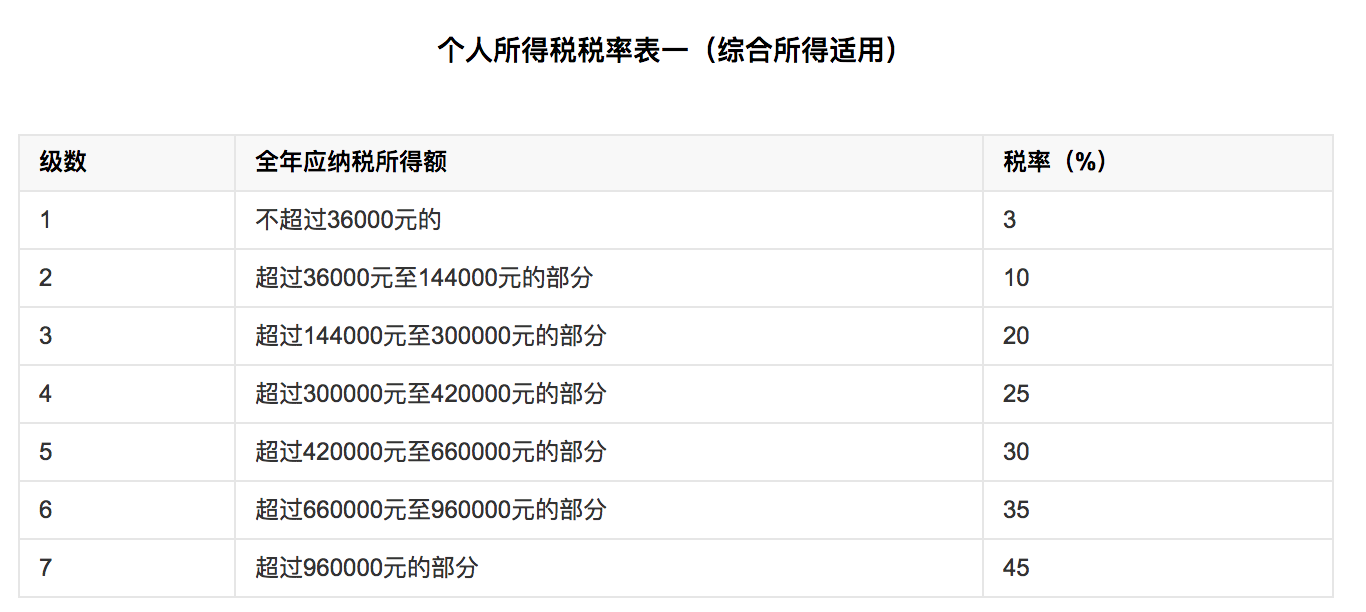 个人所得税税率表一（综合所得适用）
级数 全年应纳税所得额 税率（%）
1 不超过36000元的 3
2 超过36000元至144000元的部分 10
3 超过144000元至300000元的部分 20
4 超过300000元至420000元的部分 25
5 超过420000元至660000元的部分 30
6 超过660000元至960000元的部分 35
7 超过960000元的部分 45